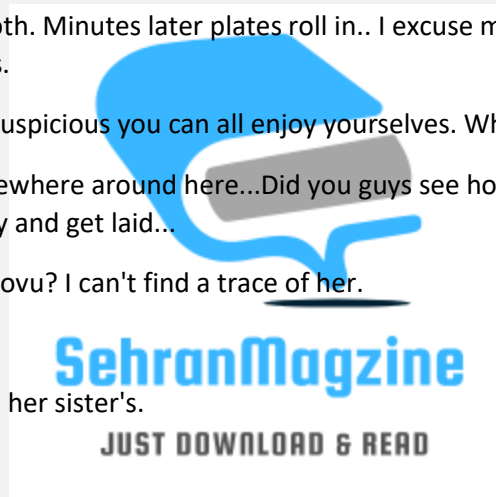 oth. Minutes later plates roll in.. I excuse m
s.
uspicious you can all enjoy yourselves. Wh
ewhere around here...Did you guys see ho
y and get laid...
ovu? I can't find a trace of her.
SehranMagzine
her sister's.
JUST DOWNLOAD & READ